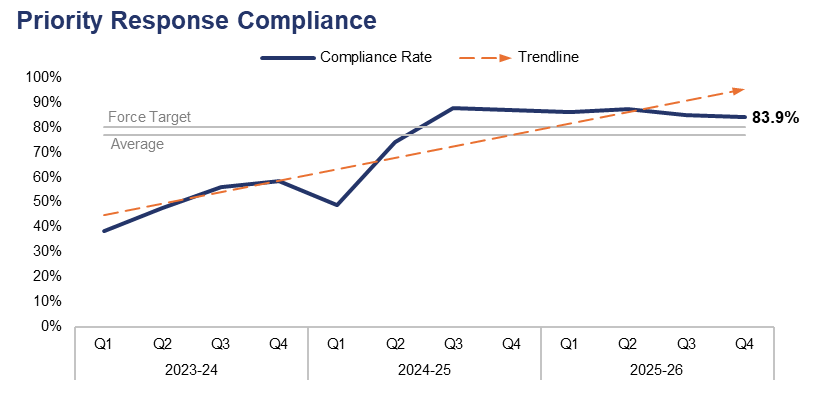 Priority Response Compliance
Compliance Rate Trendline
100%
90%
Force Target
80%
83.9%
Average
70%
60%
50%
40%
30%
20%
10%
0%
Q1 Q2 Q3 Q4 Q1 Q2 Q3 Q4 Q1 Q2 Q3 Q4
2023-24 2024-25 2025-26